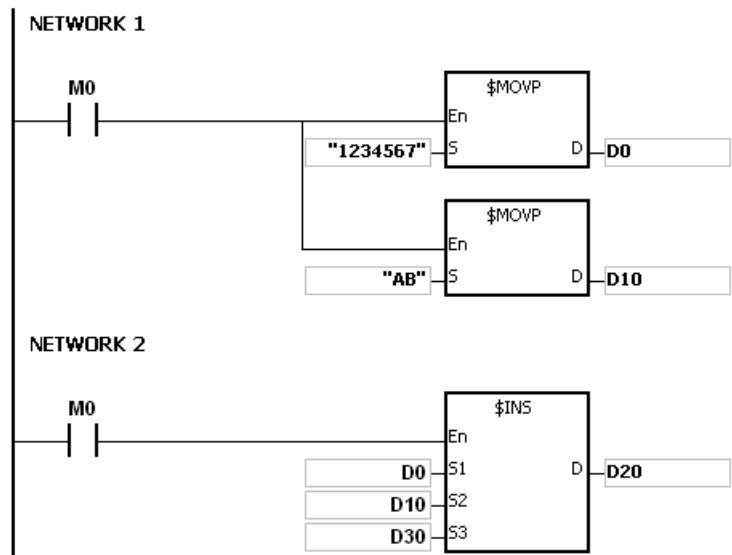 NETWORK 1
M0
$MOVP
En
"1234567" S D D0
$MOVP
En
"AB" S D D10
NETWORK 2
M0
$INS
En
D0 S1 D D20
D10 S2
D30 S3